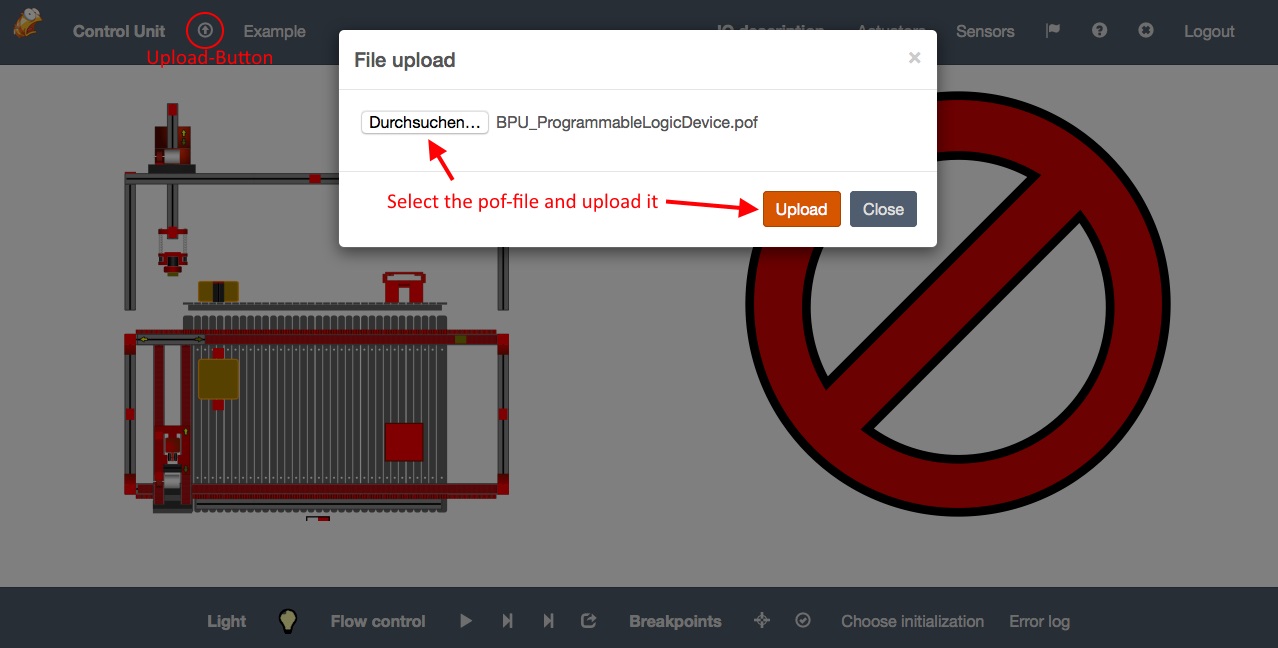 Control Unit
Example
IO description
Actuators
Sensors
Logout
Upload-Button
File upload
×
Durchsuchen... BPU_ProgrammableLogicDevice.pof
Select the pof-file and upload it
Upload
Close
Light
Flow control
Breakpoints
Choose initialization
Error log